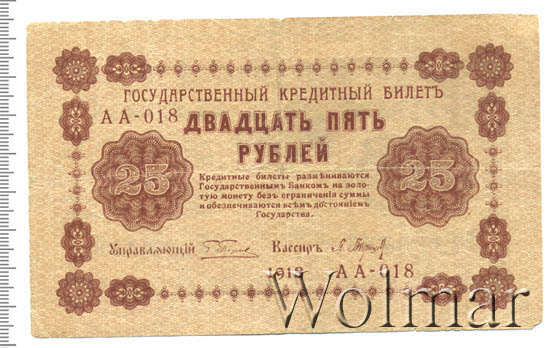 ГОСУДАРСТВЕННЫЙ КРЕДИТНЫЙ БИЛЕТЪ
АА-018
ДВАДЦАТЬ ПЯТЬ
РУБЛЕЙ
25
25
Кредитные билеты размѣниваются
Государственнымъ Банкомъ на золо-
тую монету безъ ограниченія суммы
и обезпечиваются всѣмъ достояніемъ
Государства.
Управляющій
Кассиръ
1918
АА-018
Wolmar